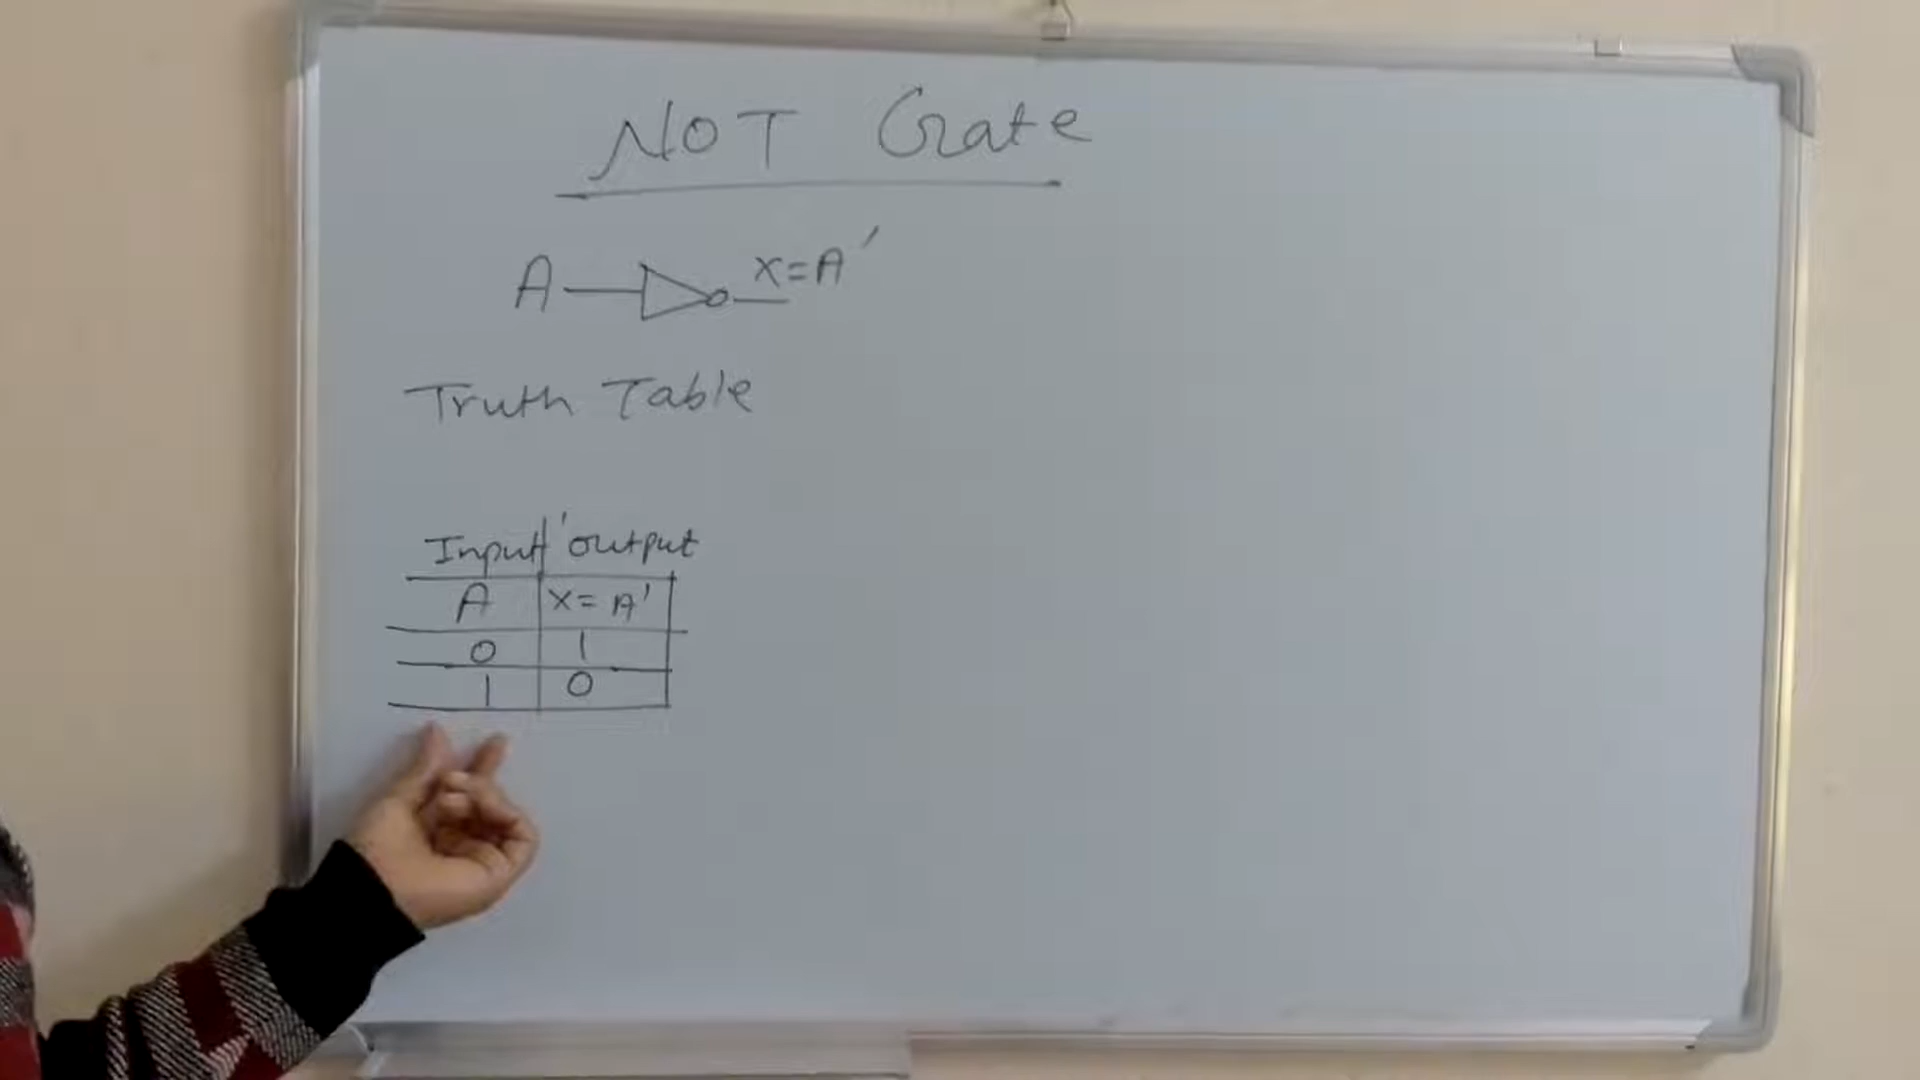 NOT Gate
A x=A'
Truth Table
Input output
A x= A'
0 1
1 0